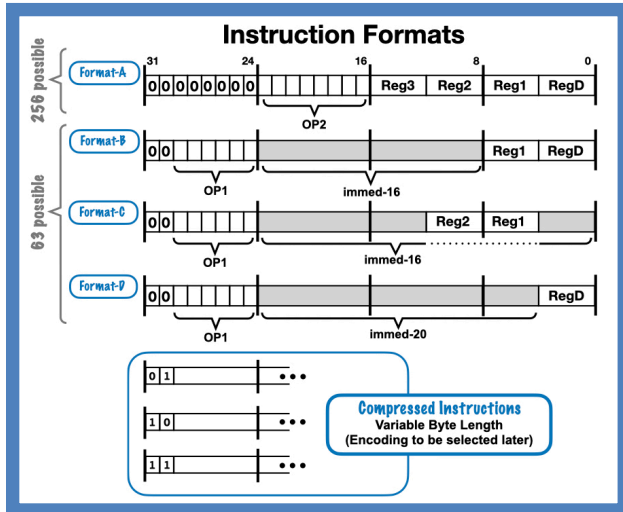 Instruction Formats
31 24 16 8 0
256 possible
Format-A
0 0 0 0 0 0 0 0 Reg3 Reg2 Reg1 RegD
OP2
63 possible
Format-B
0 0 Reg1 RegD
OP1 immed-16
Format-C
0 0 Reg2 Reg1
OP1 immed-16
Format-D
0 0 RegD
OP1 immed-20
0 1 •••
1 0 •••
1 1 •••
Compressed Instructions
Variable Byte Length
(Encoding to be selected later)